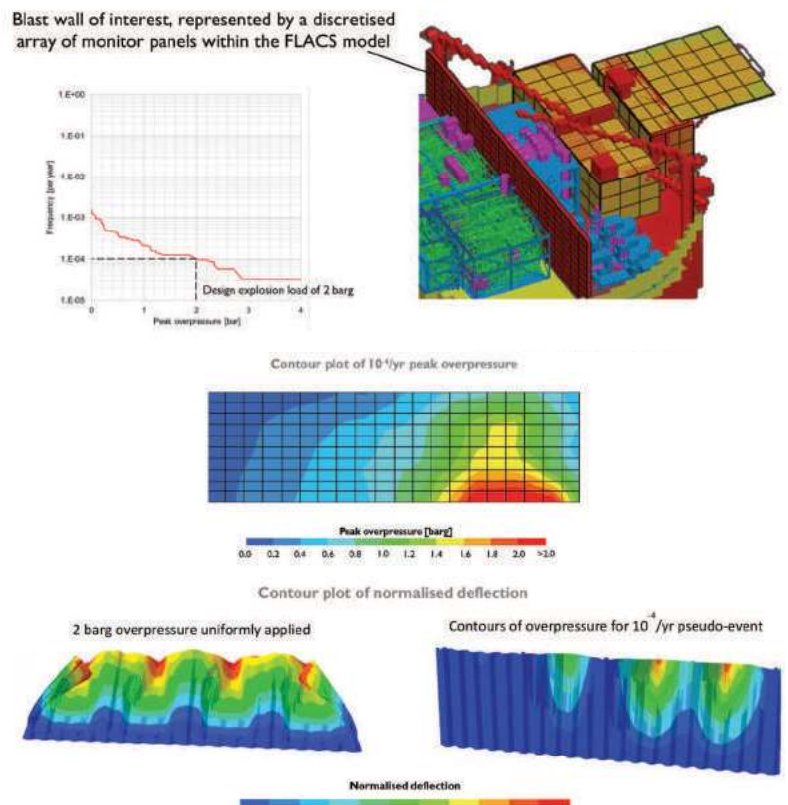 Blast wall of interest, represented by a discretised
array of monitor panels within the FLACS model
1.E+00
1.E-01
1.E-02
1.E-03
1.E-04
1.E-05
Frequency [per year]
Design explosion load of 2 barg
0 1 2 3 4
Peak overpressure [bar]
Contour plot of 10⁻⁴/yr peak overpressure
Peak overpressure [barg]
0.0 0.2 0.4 0.6 0.8 1.0 1.2 1.4 1.6 1.8 2.0 >2.0
Contour plot of normalised deflection
2 barg overpressure uniformly applied
Contours of overpressure for 10⁻⁴/yr pseudo-event
Normalised deflection